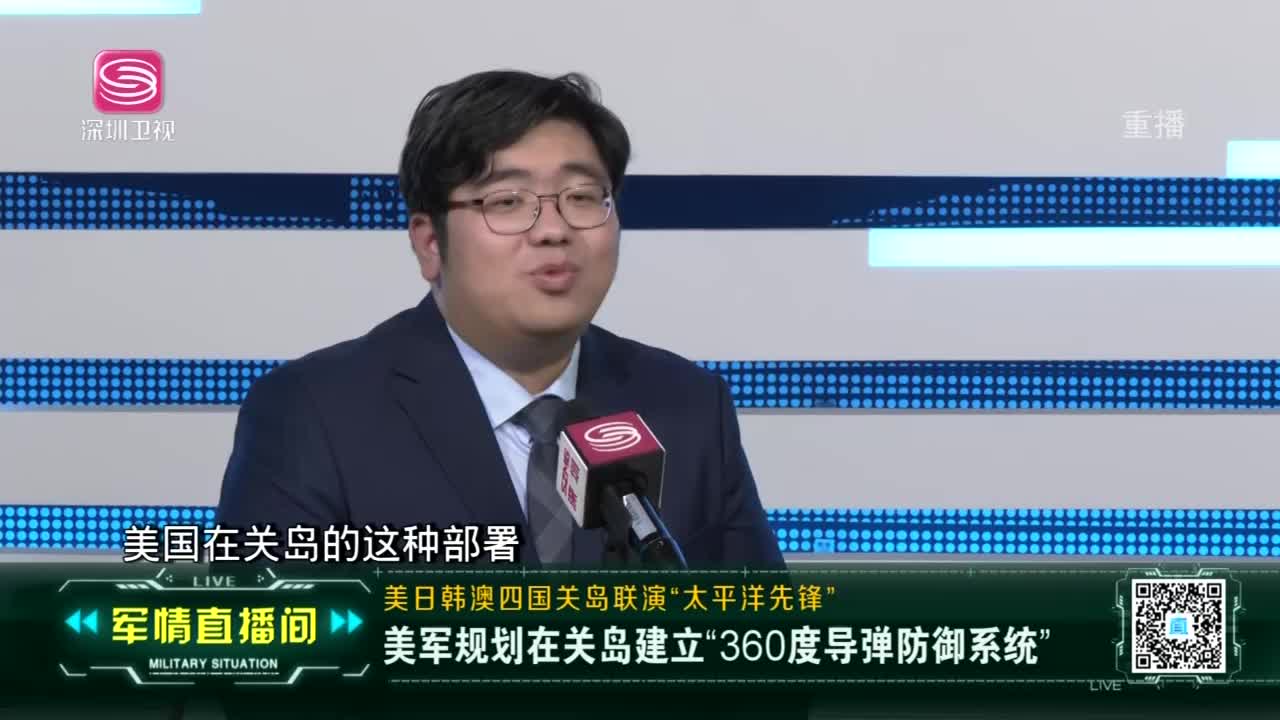 深圳卫视
重播
美国在关岛的这种部署
LIVE
军情直播间
MILITARY SITUATION
美日韩澳四国关岛联演“太平洋先锋”
美军规划在关岛建立“360度导弹防御系统”
直
LIVE